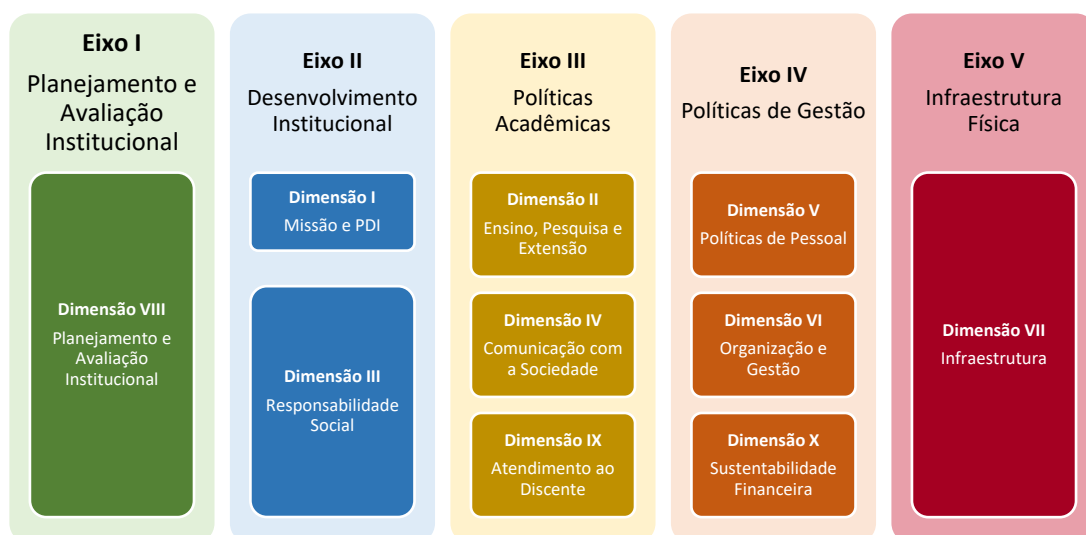 Eixo I
Planejamento e
Avaliação
Institucional
Dimensão VIII
Planejamento e
Avaliação
Institucional
Eixo II
Desenvolvimento
Institucional
Dimensão I
Missão e PDI
Dimensão III
Responsabilidade
Social
Eixo III
Políticas
Acadêmicas
Dimensão II
Ensino, Pesquisa e
Extensão
Dimensão IV
Comunicação com
a Sociedade
Dimensão IX
Atendimento ao
Discente
Eixo IV
Políticas de Gestão
Dimensão V
Políticas de Pessoal
Dimensão VI
Organização e
Gestão
Dimensão X
Sustentabilidade
Financeira
Eixo V
Infraestrutura
Física
Dimensão VII
Infraestrutura